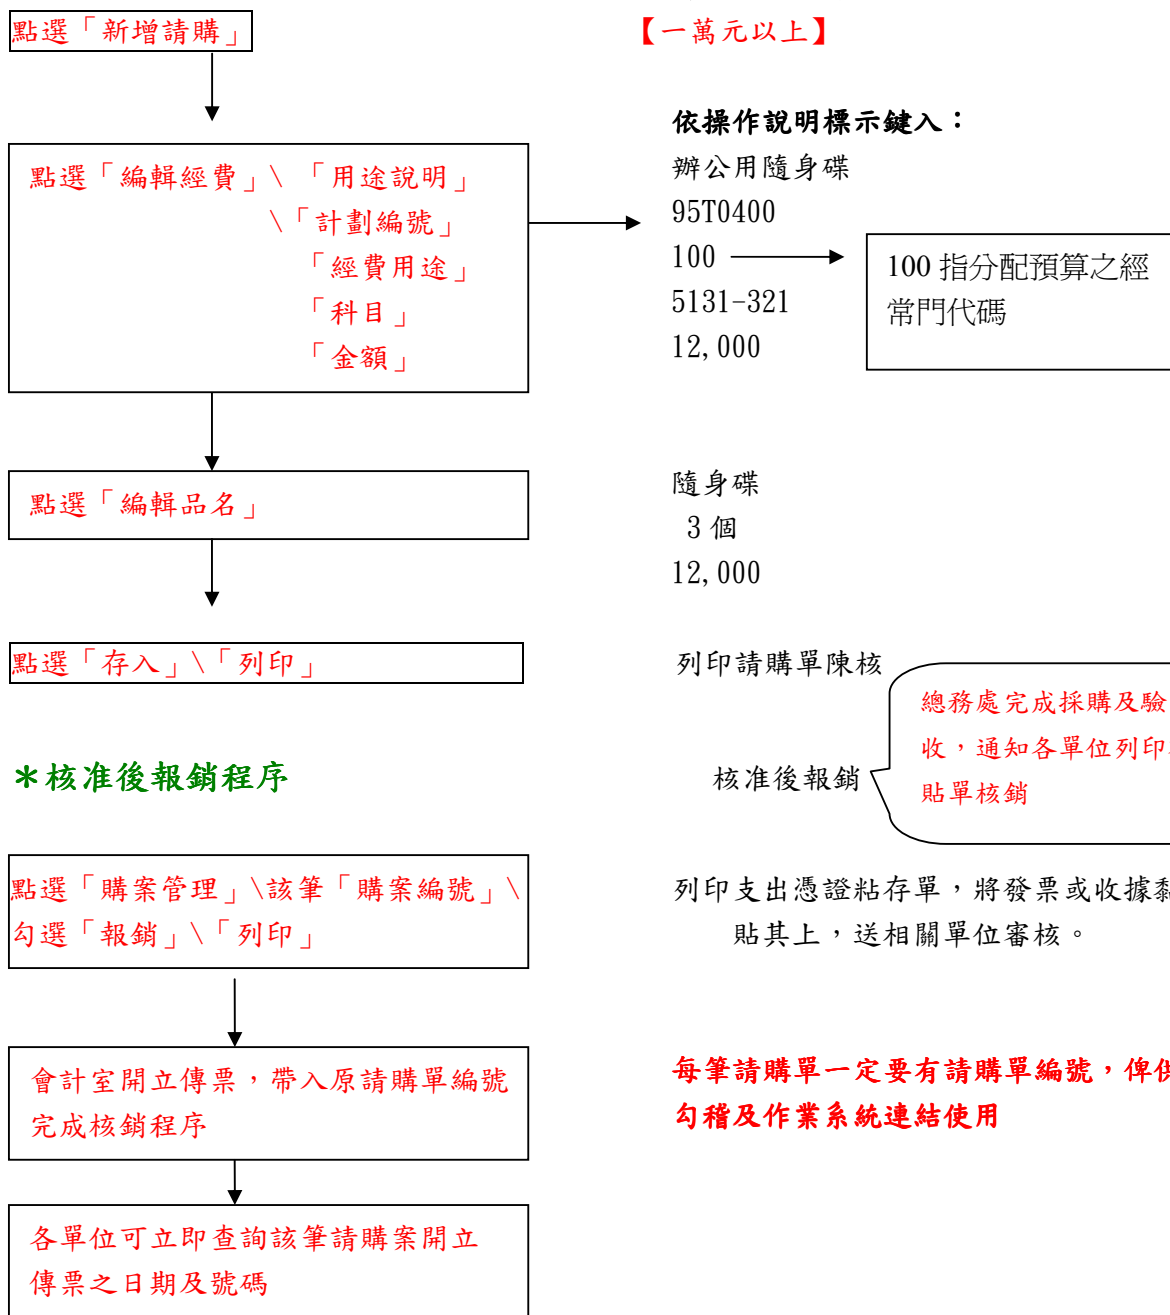 點選「新增請購」
【一萬元以上】
點選「編輯經費」\ 「用途說明」
\「計劃編號」
「經費用途」
「科目」
「金額」
依操作說明標示鍵入：
辦公用隨身碟
95T0400
100
5131-321
12,000
100 指分配預算之經
常門代碼
點選「編輯品名」
隨身碟
3 個
12,000
點選「存入」\「列印」
列印請購單陳核
總務處完成採購及驗
收，通知各單位列印
貼單核銷
核准後報銷
＊核准後報銷程序
點選「購案管理」\該筆「購案編號」\
勾選「報銷」\「列印」
列印支出憑證粘存單，將發票或收據黏
貼其上，送相關單位審核。
會計室開立傳票，帶入原請購單編號
完成核銷程序
每筆請購單一定要有請購單編號，俾供
勾稽及作業系統連結使用
各單位可立即查詢該筆請購案開立
傳票之日期及號碼